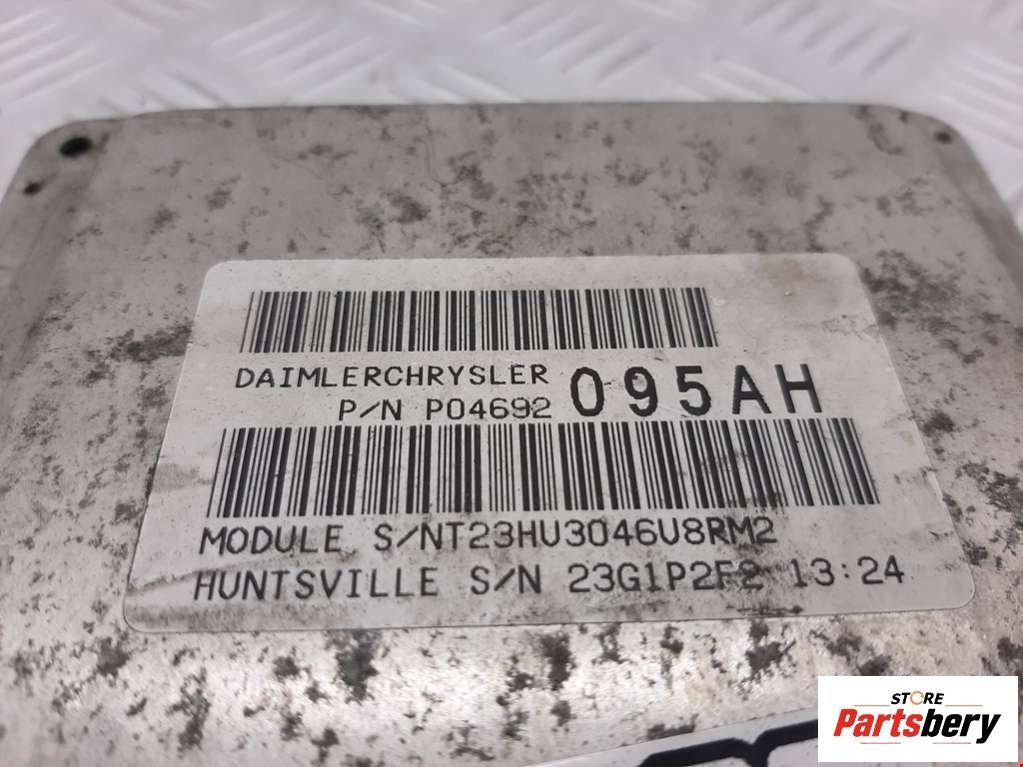 DAIMLERCHRYSLER
P/N P04692 095AH
MODULE S/NT23HU3046U8RM2
HUNTSVILLE S/N 23G1P2F2 13:24
STORE
Partsbery